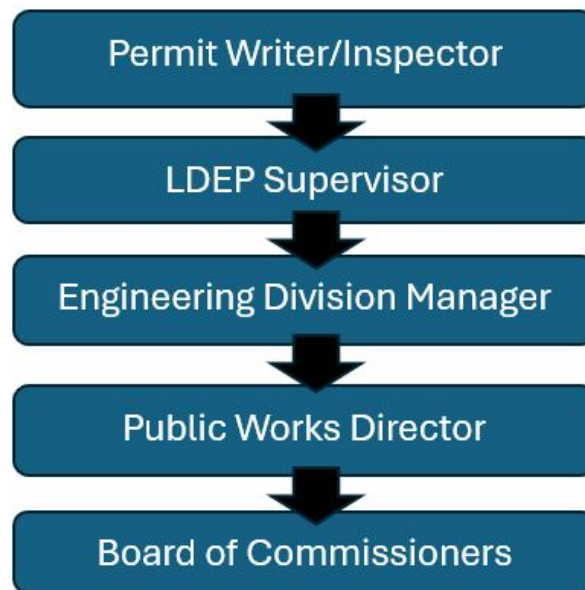 Permit Writer/Inspector
LDEP Supervisor
Engineering Division Manager
Public Works Director
Board of Commissioners